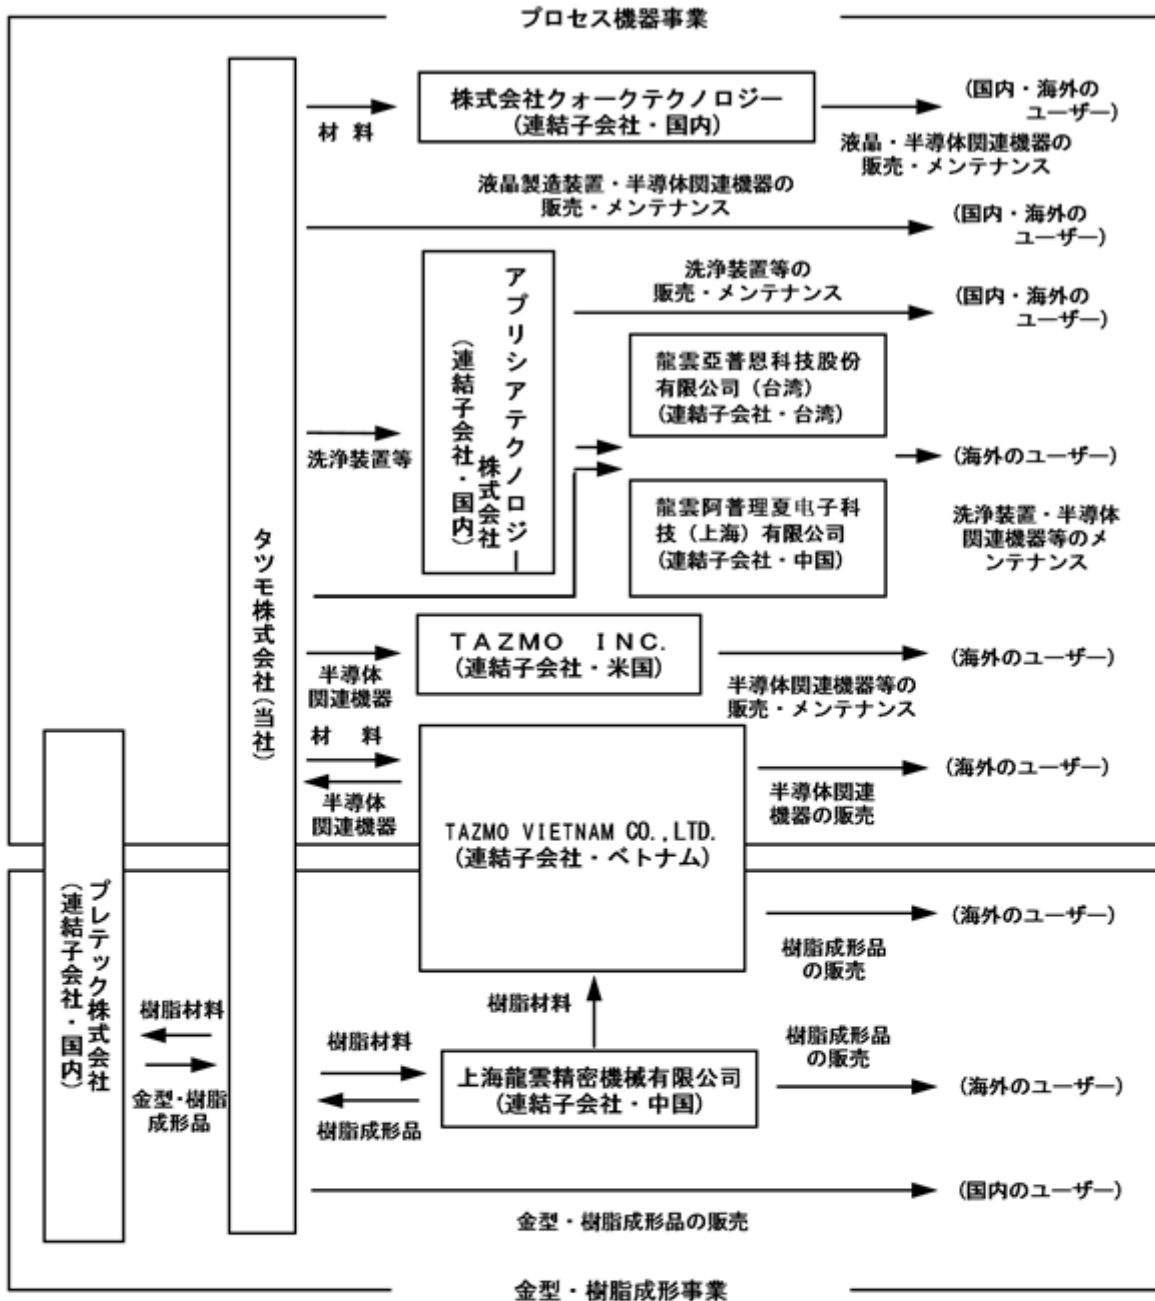 プロセス機器事業
株式会社クォークテクノロジー
(連結子会社・国内)
材 料
(国内・海外の
ユーザー)
液晶・半導体関連機器の
販売・メンテナンス
液晶製造装置・半導体関連機器の
販売・メンテナンス
(国内・海外の
ユーザー)
アプリシアテクノロジー
株式会社
(連結子会社・国内)
洗浄装置等の
販売・メンテナンス
(国内・海外の
ユーザー)
龍雲亞普恩科技股份
有限公司(台湾)
(連結子会社・台湾)
洗浄装置等
(海外のユーザー)
龍雲阿普理夏电子科
技(上海)有限公司
(連結子会社・中国)
洗浄装置・半導体
関連機器等のメ
ンテナンス
タツモ株式会社(当社)
TAZMO INC.
(連結子会社・米国)
半導体
関連機器
(海外のユーザー)
半導体関連機器等の
販売・メンテナンス
材 料
半導体
関連機器
TAZMO VIETNAM CO.,LTD.
(連結子会社・ベトナム)
(海外のユーザー)
半導体関連
機器の販売
プレテック株式会社
(連結子会社・国内)
(海外のユーザー)
樹脂成形品
の販売
樹脂材料
樹脂材料
金型・樹脂
成形品
樹脂材料
樹脂成形品
上海龍雲精密機械有限公司
(連結子会社・中国)
樹脂成形品
の販売
(海外のユーザー)
(国内のユーザー)
金型・樹脂成形品の販売
金型・樹脂成形事業